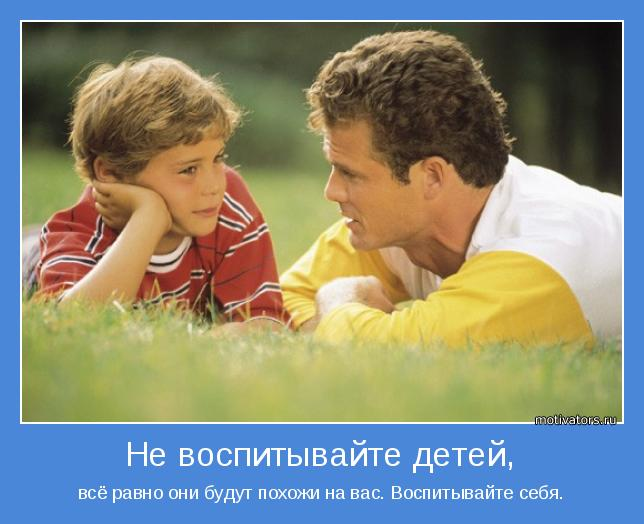 motivators.ru
Не воспитывайте детей,
всё равно они будут похожи на вас. Воспитывайте себя.